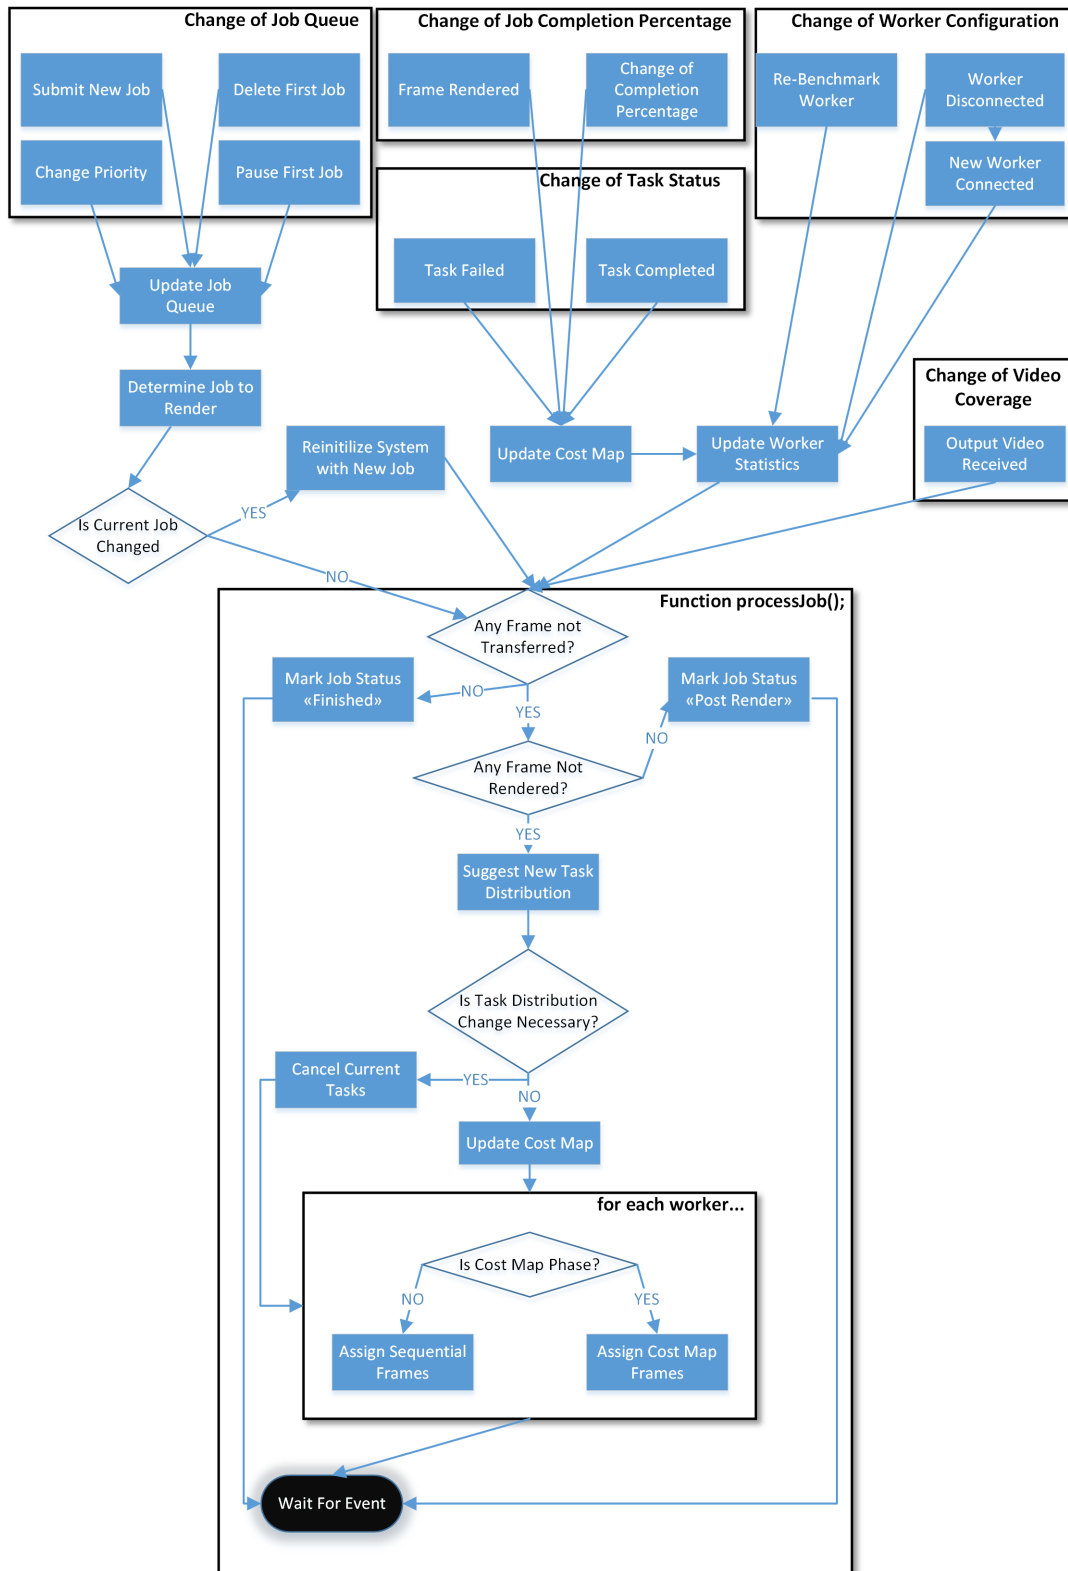 Change of Job Queue
Submit New Job
Delete First Job
Change Priority
Pause First Job
Change of Job Completion Percentage
Frame Rendered
Change of
Completion
Percentage
Change of Worker Configuration
Re-Benchmark
Worker
Worker
Disconnected
New Worker
Connected
Change of Task Status
Task Failed
Task Completed
Update Job
Queue
Determine Job to
Render
Is Current Job
Changed
YES
NO
Reinitilize System
with New Job
Update Cost Map
Update Worker
Statistics
Change of Video
Coverage
Output Video
Received
Function processJob();
Any Frame not
Transferred?
NO
YES
Mark Job Status
«Finished»
Mark Job Status
«Post Render»
Any Frame Not
Rendered?
NO
YES
Suggest New Task
Distribution
Is Task Distribution
Change Necessary?
YES
NO
Cancel Current
Tasks
Update Cost Map
for each worker...
Is Cost Map Phase?
NO
YES
Assign Sequential
Frames
Assign Cost Map
Frames
Wait For Event